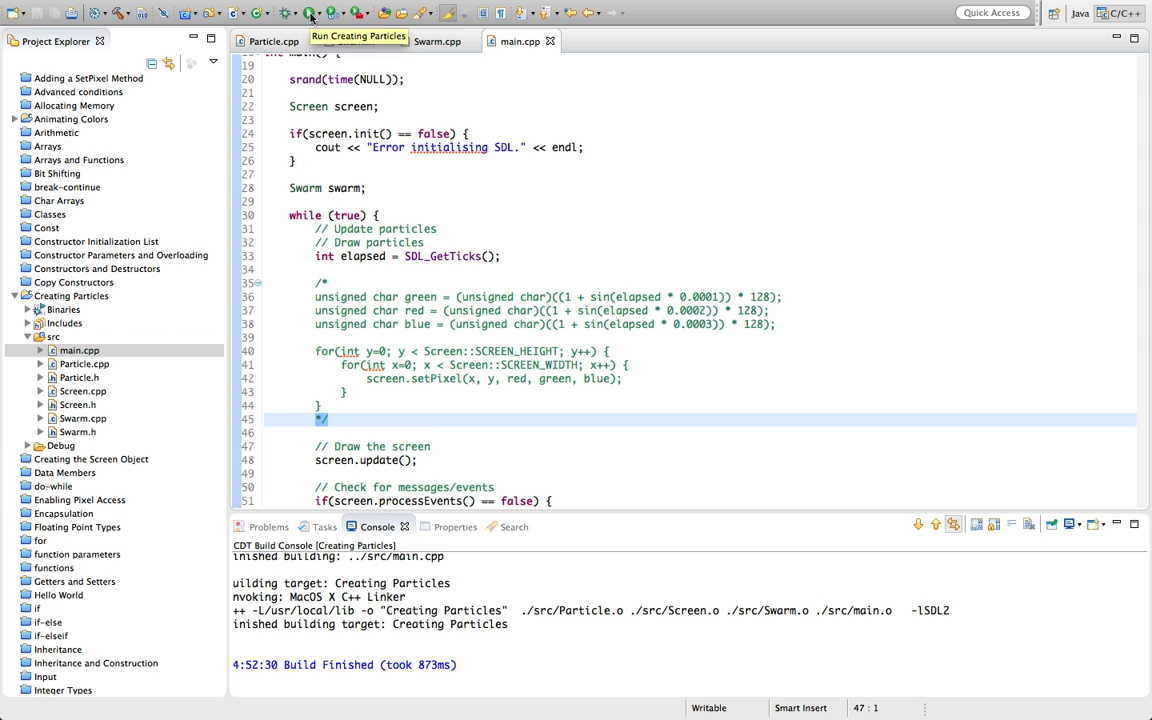 Quick Access
Java
C/C++
Run Creating Particles
Project Explorer
Particle.cpp
Swarm.cpp
main.cpp
Adding a SetPixel Method
Advanced conditions
Allocating Memory
Animating Colors
Arithmetic
Arrays
Arrays and Functions
Bit Shifting
break-continue
Char Arrays
Classes
Const
Constructor Initialization List
Constructor Parameters and Overloading
Constructors and Destructors
Copy Constructors
Creating Particles
Binaries
Includes
src
main.cpp
Particle.cpp
Particle.h
Screen.cpp
Screen.h
Swarm.cpp
Swarm.h
Debug
Creating the Screen Object
Data Members
do-while
Enabling Pixel Access
Encapsulation
Floating Point Types
for
function parameters
functions
Getters and Setters
Hello World
if
if-else
if-elseif
Inheritance
Inheritance and Construction
Input
Integer Types
19
20 srand(time(NULL));
21
22 Screen screen;
23
24 if(screen.init() == false) {
25 cout << "Error initialising SDL." << endl;
26 }
27
28 Swarm swarm;
29
30 while (true) {
31 // Update particles
32 // Draw particles
33 int elapsed = SDL_GetTicks();
34
35 /*
36 unsigned char green = (unsigned char)((1 + sin(elapsed * 0.0001)) * 128);
37 unsigned char red = (unsigned char)((1 + sin(elapsed * 0.0002)) * 128);
38 unsigned char blue = (unsigned char)((1 + sin(elapsed * 0.0003)) * 128);
39
40 for(int y=0; y < Screen::SCREEN_HEIGHT; y++) {
41 for(int x=0; x < Screen::SCREEN_WIDTH; x++) {
42 screen.setPixel(x, y, red, green, blue);
43 }
44 }
45 */
46
47 // Draw the screen
48 screen.update();
49
50 // Check for messages/events
51 if(screen.processEvents() == false) {
Problems
Tasks
Console
Properties
Search
CDT Build Console [Creating Particles]
inished building: ../src/main.cpp
uilding target: Creating Particles
nvoking: MacOS X C++ Linker
++ -L/usr/local/lib -o "Creating Particles" ./src/Particle.o ./src/Screen.o ./src/Swarm.o ./src/main.o -lSDL2
inished building target: Creating Particles
4:52:30 Build Finished (took 873ms)
Writable
Smart Insert
47 : 1